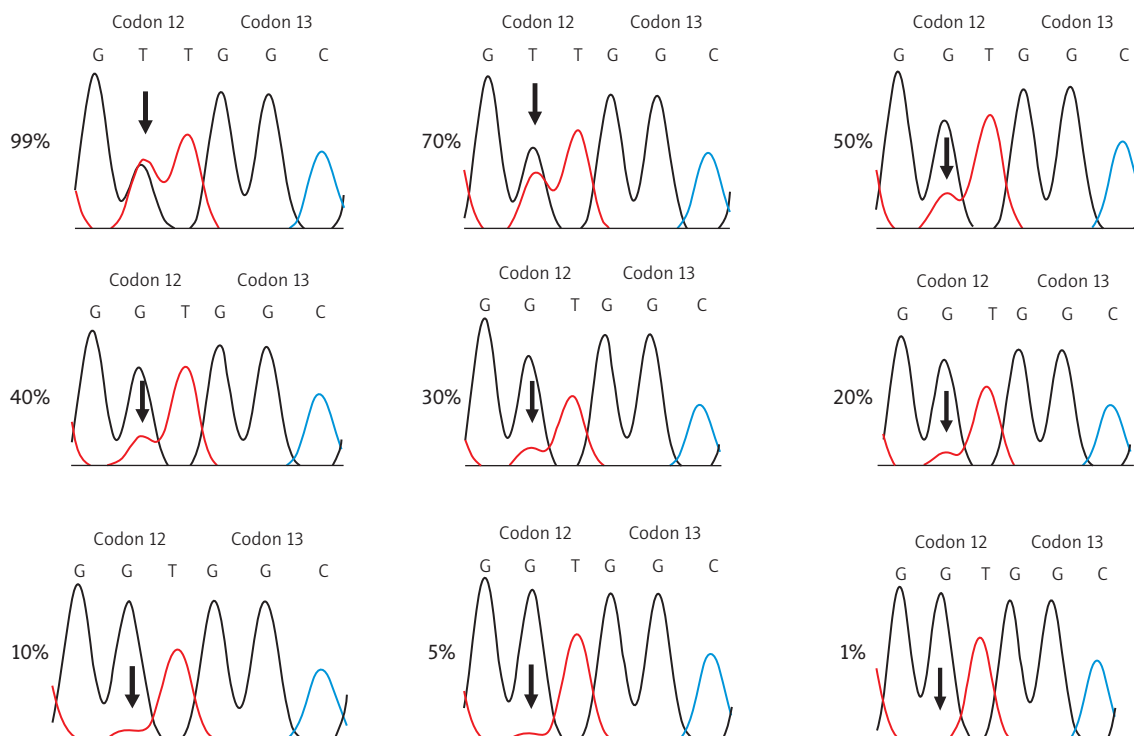 Codon 12 Codon 13
G T T G G C
99%
Codon 12 Codon 13
G T T G G C
70%
Codon 12 Codon 13
G G T G G C
50%
Codon 12 Codon 13
G G T G G C
40%
Codon 12 Codon 13
G G T G G C
30%
Codon 12 Codon 13
G G T G G C
20%
Codon 12 Codon 13
G G T G G C
10%
Codon 12 Codon 13
G G T G G C
5%
Codon 12 Codon 13
G G T G G C
1%